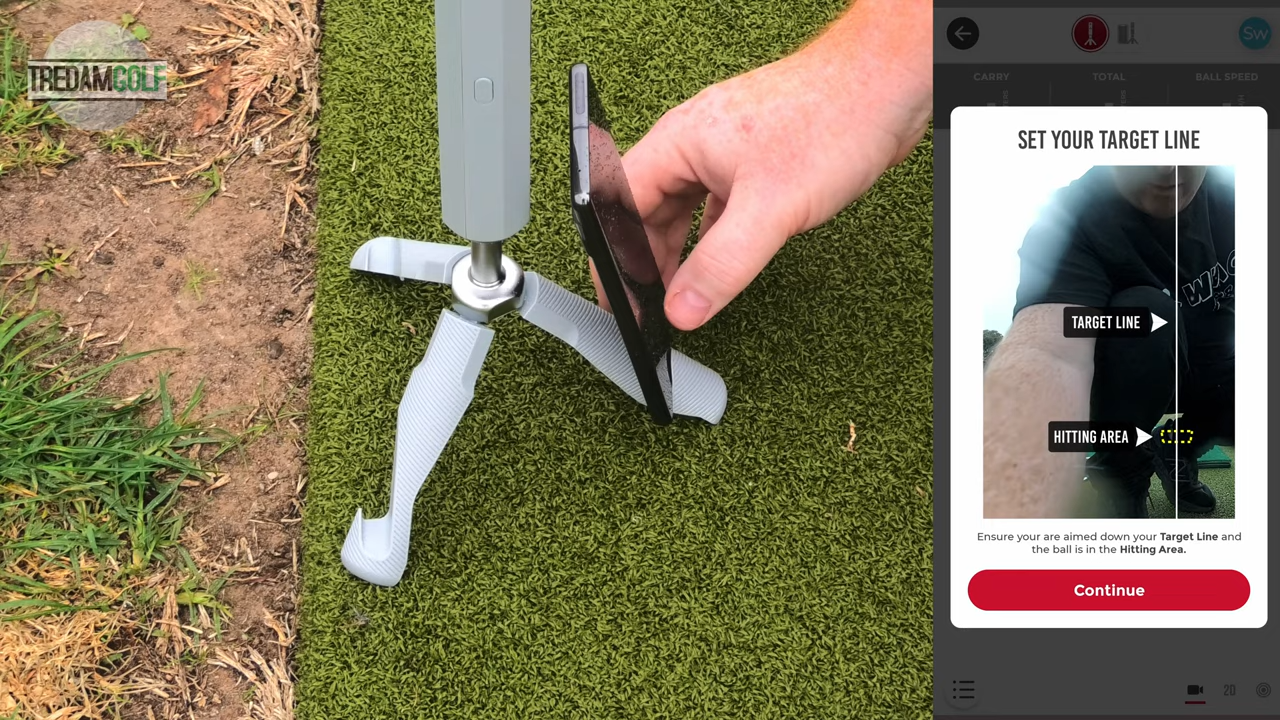 TREDAMGOLF
Sw
CARRY
TOTAL
BALL SPEED
SET YOUR TARGET LINE
TARGET LINE
HITTING AREA
Ensure your are aimed down your Target Line and
the ball is in the Hitting Area.
Continue
2D